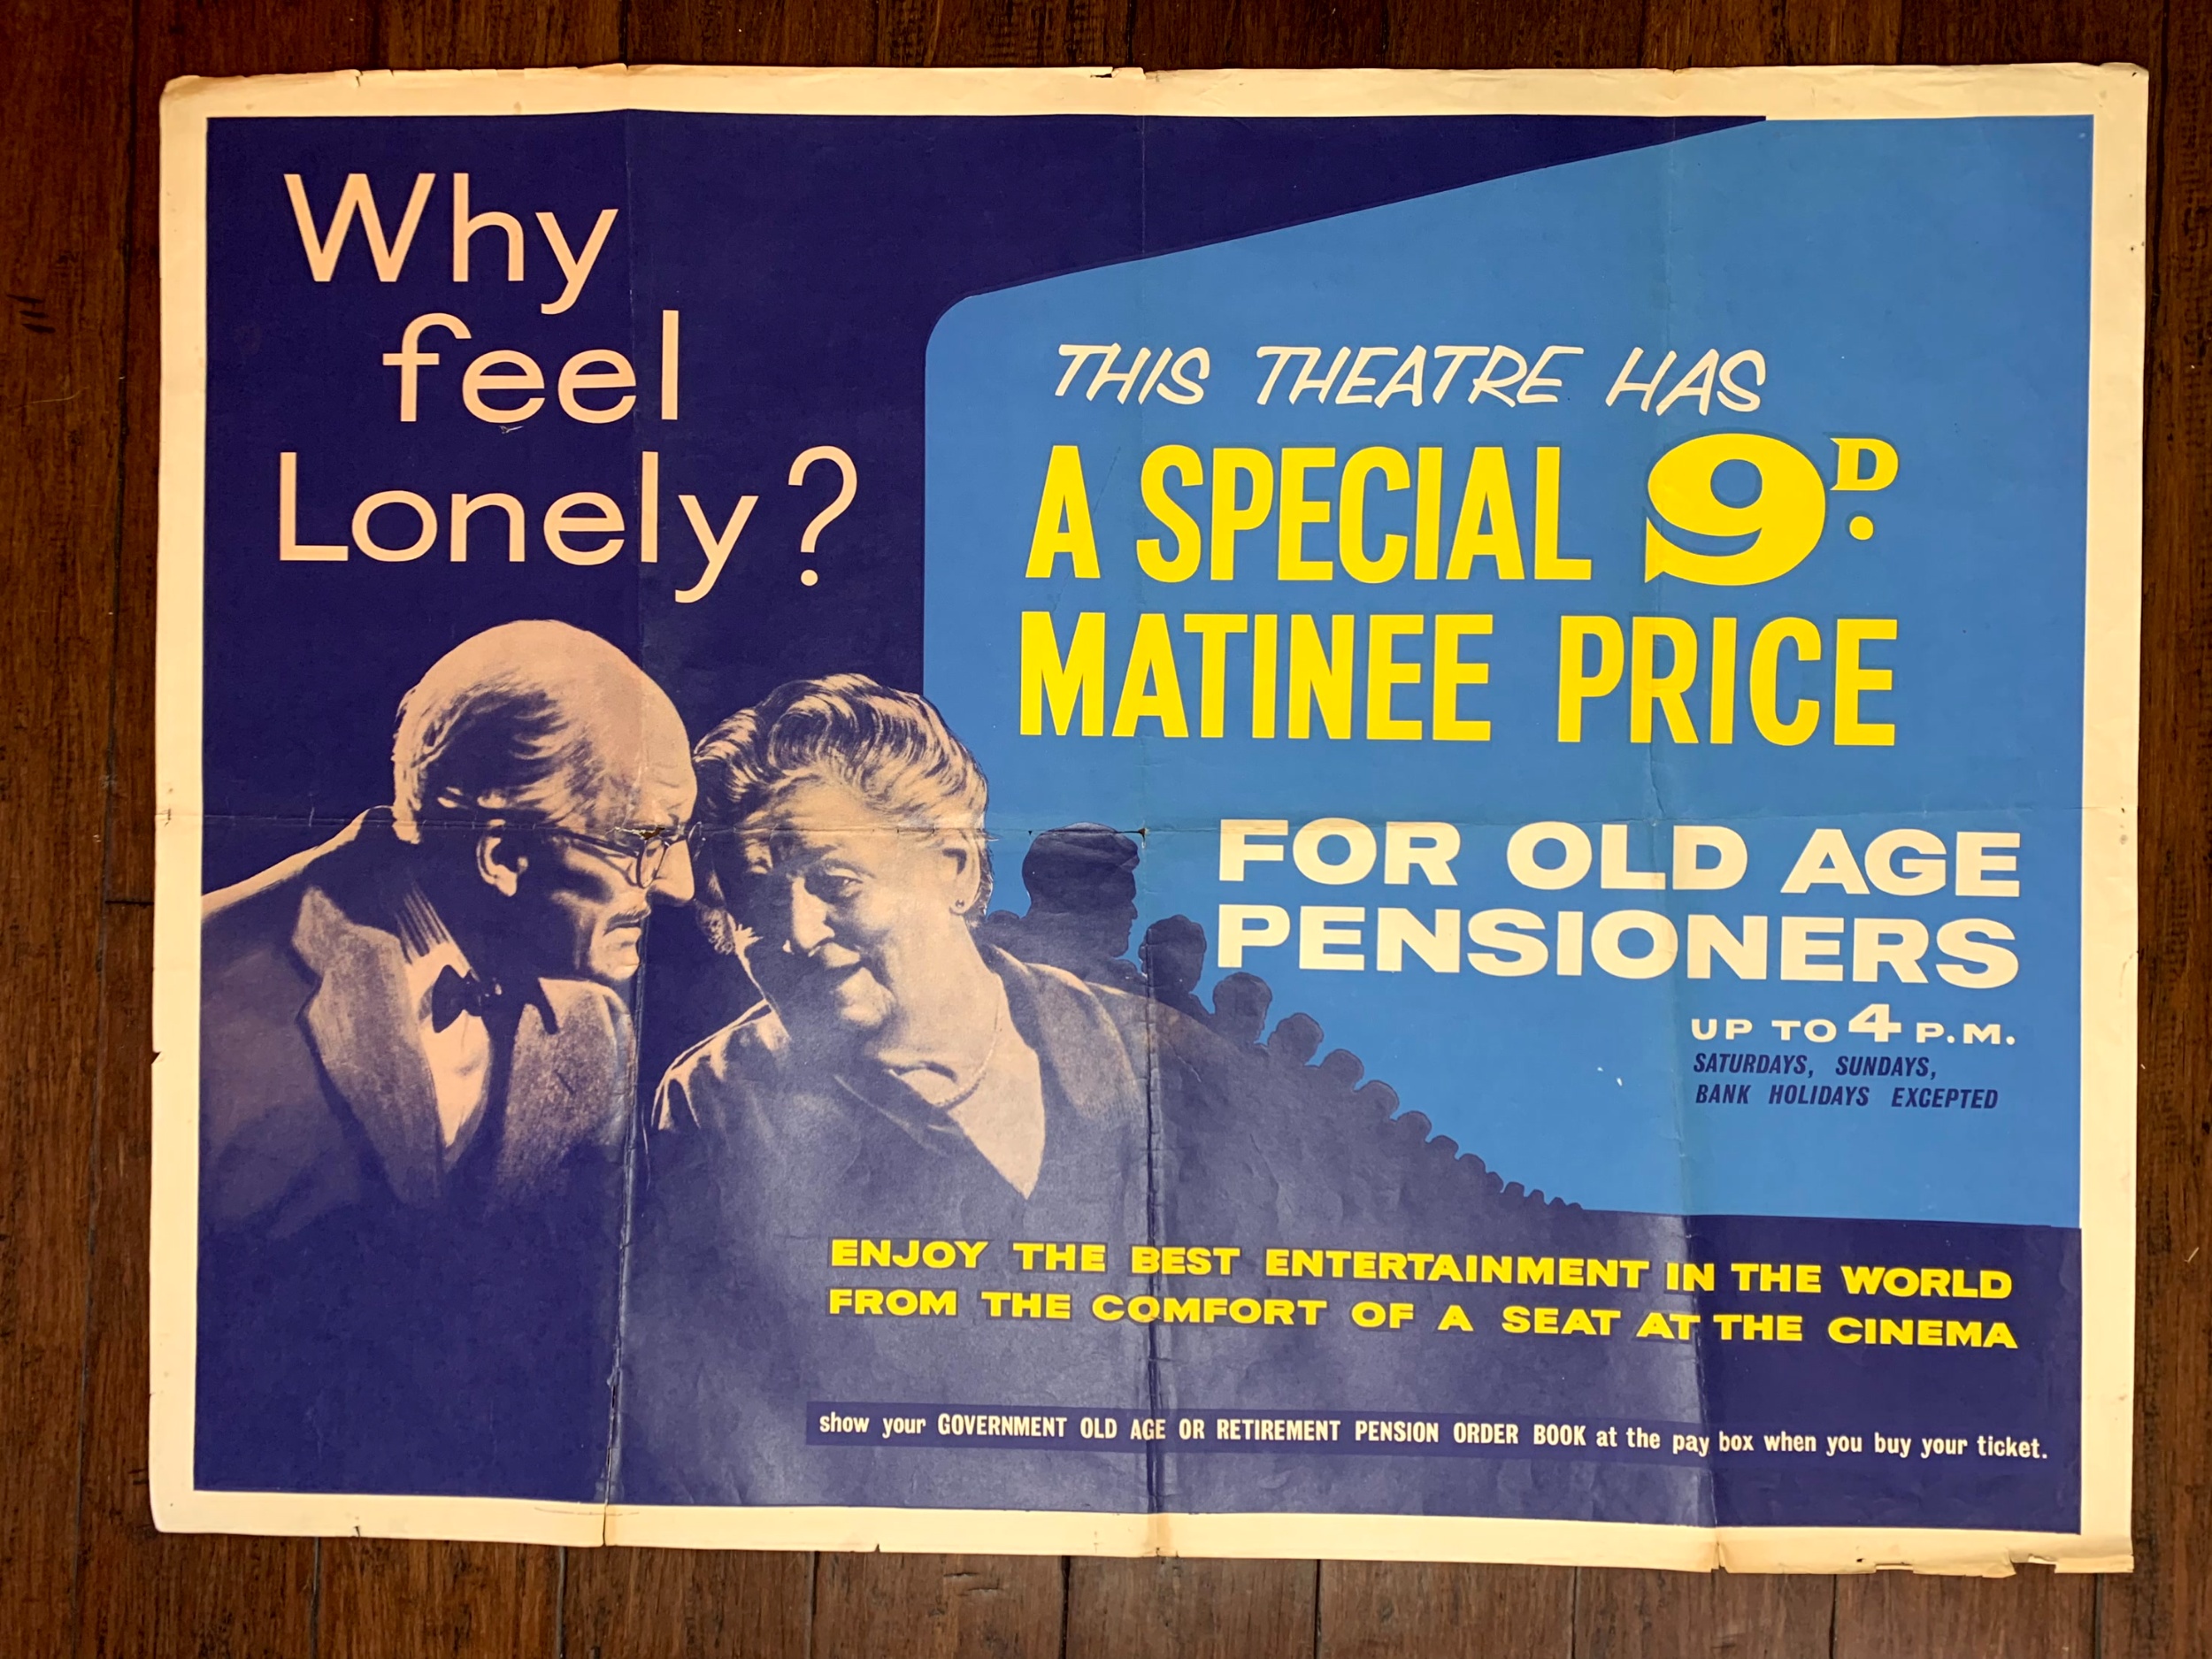 Why
feel
Lonely?
THIS THEATRE HAS
A SPECIAL 9D.
MATINEE PRICE
FOR OLD AGE
PENSIONERS
UP TO 4 P.M.
SATURDAYS, SUNDAYS,
BANK HOLIDAYS EXCEPTED
ENJOY THE BEST ENTERTAINMENT IN THE WORLD
FROM THE COMFORT OF A SEAT AT THE CINEMA
show your GOVERNMENT OLD AGE OR RETIREMENT PENSION ORDER BOOK at the pay box when you buy your ticket.